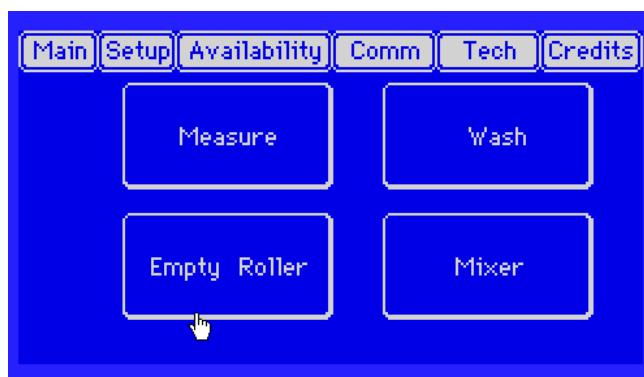 Main Setup Availability Comm Tech Credits
Measure Wash
Empty Roller Mixer